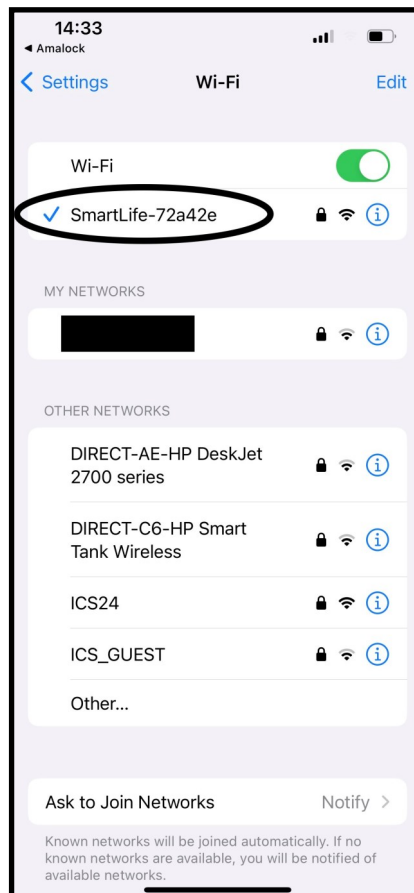 14:33
◀ Amalock
Settings
Wi-Fi
Edit
Wi-Fi
SmartLife-72a42e
MY NETWORKS
OTHER NETWORKS
DIRECT-AE-HP DeskJet
2700 series
DIRECT-C6-HP Smart
Tank Wireless
ICS24
ICS_GUEST
Other...
Ask to Join Networks
Notify
Known networks will be joined automatically. If no
known networks are available, you will be notified of
available networks.